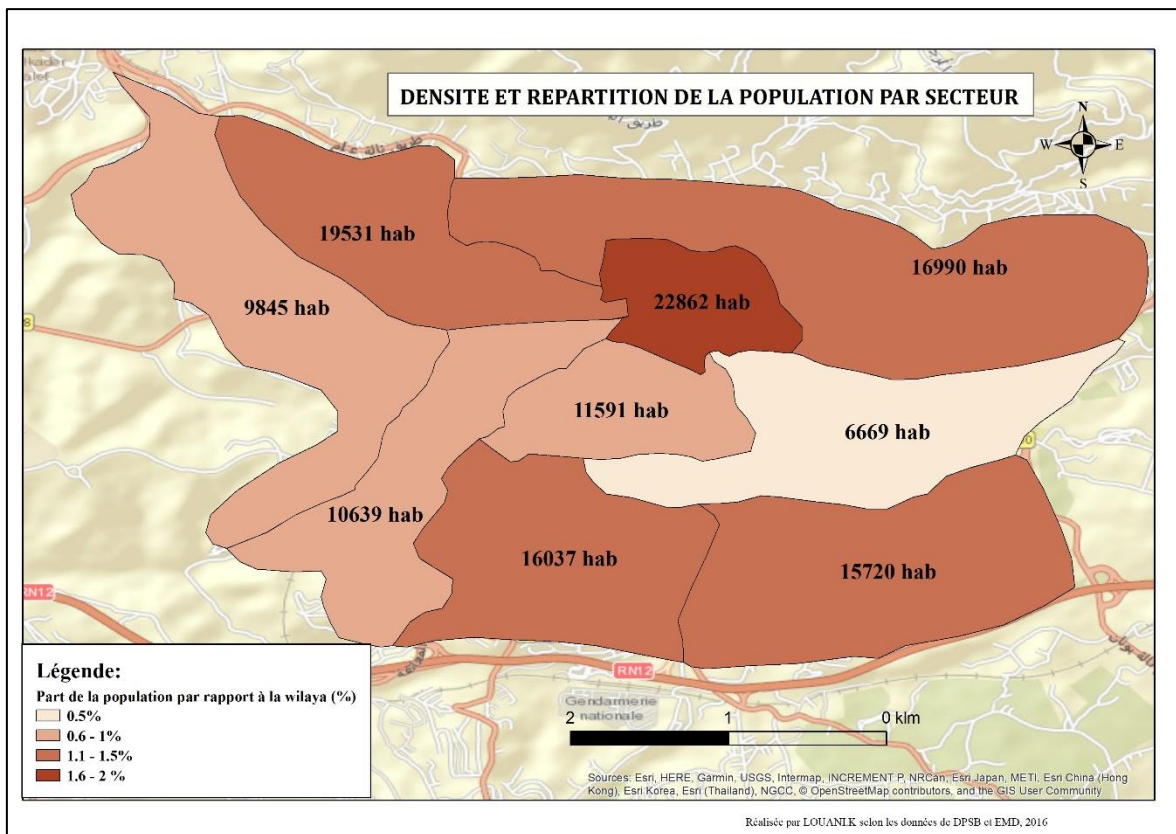 DENSITE ET REPARTITION DE LA POPULATION PAR SECTEUR
N
W E
S
19531 hab
16990 hab
22862 hab
9845 hab
11591 hab
6669 hab
10639 hab
16037 hab
15720 hab
RN12
RN12
Gendarmerie
nationale
Légende:
Part de la population par rapport à la wilaya (%)
0.5%
0.6 - 1%
1.1 - 1.5%
1.6 - 2 %
2 1 0 klm
Sources: Esri, HERE, Garmin, USGS, Intermap, INCREMENT P, NRCan, Esri Japan, METI, Esri China (Hong
Kong), Esri Korea, Esri (Thailand), NGCC, © OpenStreetMap contributors, and the GIS User Community
Réalisée par LOUANI.K selon les données de DPSB et EMD, 2016